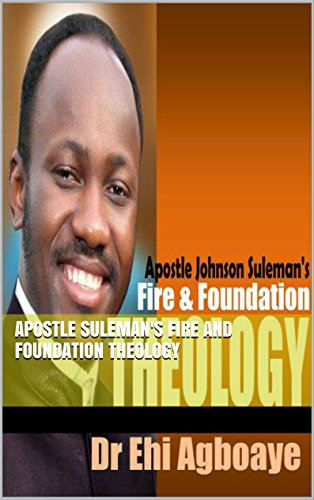 Apostle Johnson Suleman's
Fire & Foundation
APOSTLE SULEMAN'S FIRE AND
FOUNDATION THEOLOGY
THEOLOGY
Dr Ehi Agboaye